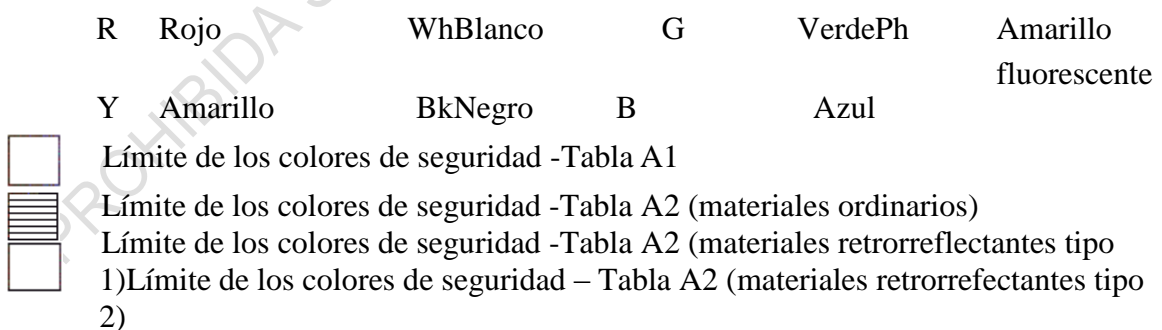 R Rojo WhBlanco G VerdePh Amarillo
fluorescente
Y Amarillo BkNegro B Azul
Límite de los colores de seguridad -Tabla A1
Límite de los colores de seguridad -Tabla A2 (materiales ordinarios)
Límite de los colores de seguridad -Tabla A2 (materiales retrorreflectantes tipo
1)Límite de los colores de seguridad – Tabla A2 (materiales retrorrefectantes tipo
2)
PROHIBIDA